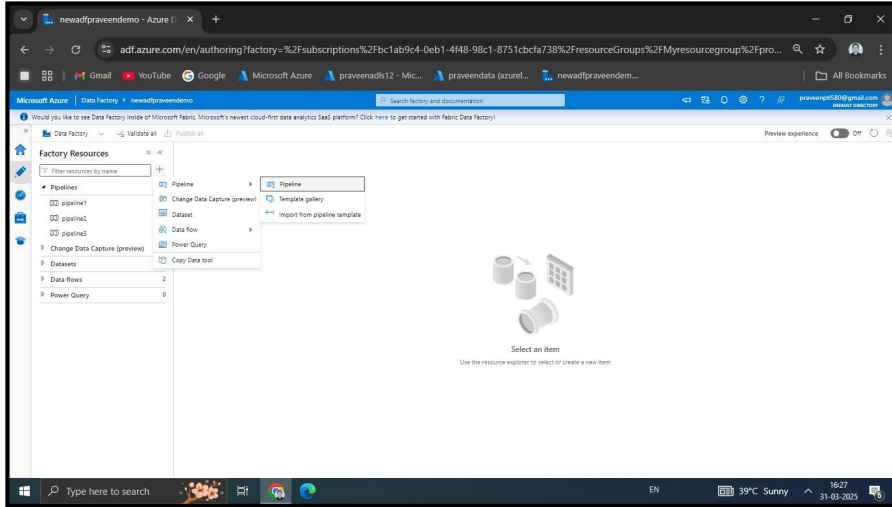 newadfpraveendemo - Azure D
adf.azure.com/en/authoring?factory=%2Fsubscriptions%2Fbc1ab9c4-0eb1-4f48-98c1-8751cbcfa738%2FresourceGroups%2FMyresourcegroup%2Fpro...
Gmail YouTube Google Microsoft Azure praveenadls12 - Mic... praveendata (azurel... newadfpraveendem... All Bookmarks
Microsoft Azure | Data Factory newadfpraveendemo Search factory and documentation praveenpti580@gmail.com
DEFAULT DIRECTORY
Would you like to see Data Factory inside of Microsoft Fabric, Microsoft's newest cloud-first data analytics SaaS platform? Click here to get started with Fabric Data Factory!
Data Factory Validate all Publish all Preview experience Off
Factory Resources
Filter resources by name
Pipelines
pipeline1
pipeline2
pipeline3
Change Data Capture (preview)
Datasets
Data flows 2
Power Query 0
Pipeline
Change Data Capture (preview)
Dataset
Data flow
Power Query
Copy Data tool
Pipeline
Template gallery
Import from pipeline template
Select an item
Use the resource explorer to select or create a new item
Type here to search EN 39°C Sunny 16:27
31-03-2025 6